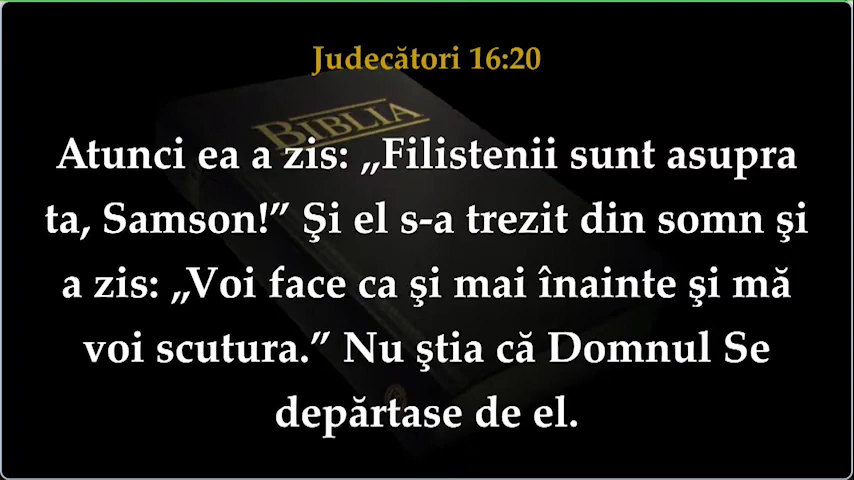 Judecători 16:20
BIBLIA
Atunci ea a zis: „Filistenii sunt asupra
ta, Samson!” Şi el s-a trezit din somn şi
a zis: „Voi face ca şi mai înainte şi mă
voi scutura.” Nu ştia că Domnul Se
depărtase de el.